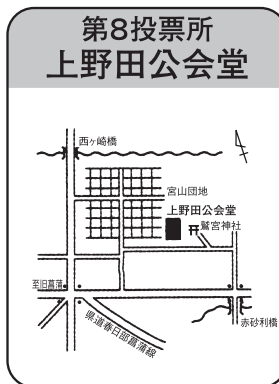 第8投票所
上野田公会堂
西ヶ崎橋
宮山団地
上野田公会堂
鷲宮神社
至旧菖蒲
県道春日部菖蒲線
赤砂利橋